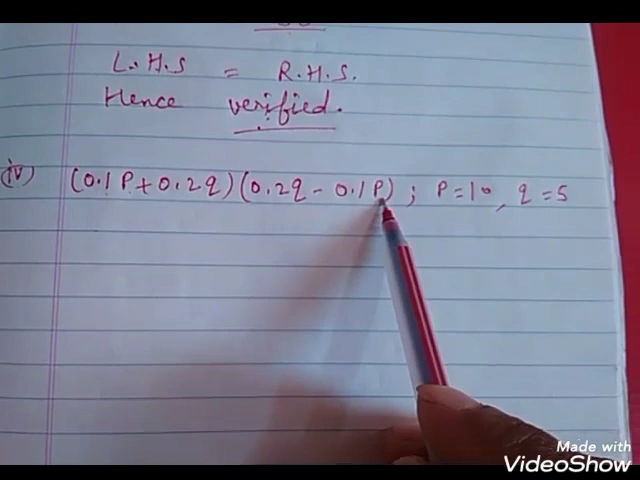 L.H.S = R.H.S.
Hence verified.
(iv) (0.1P+0.2q)(0.2q-0.1P); P=10, q=5
Made with
VideoShow